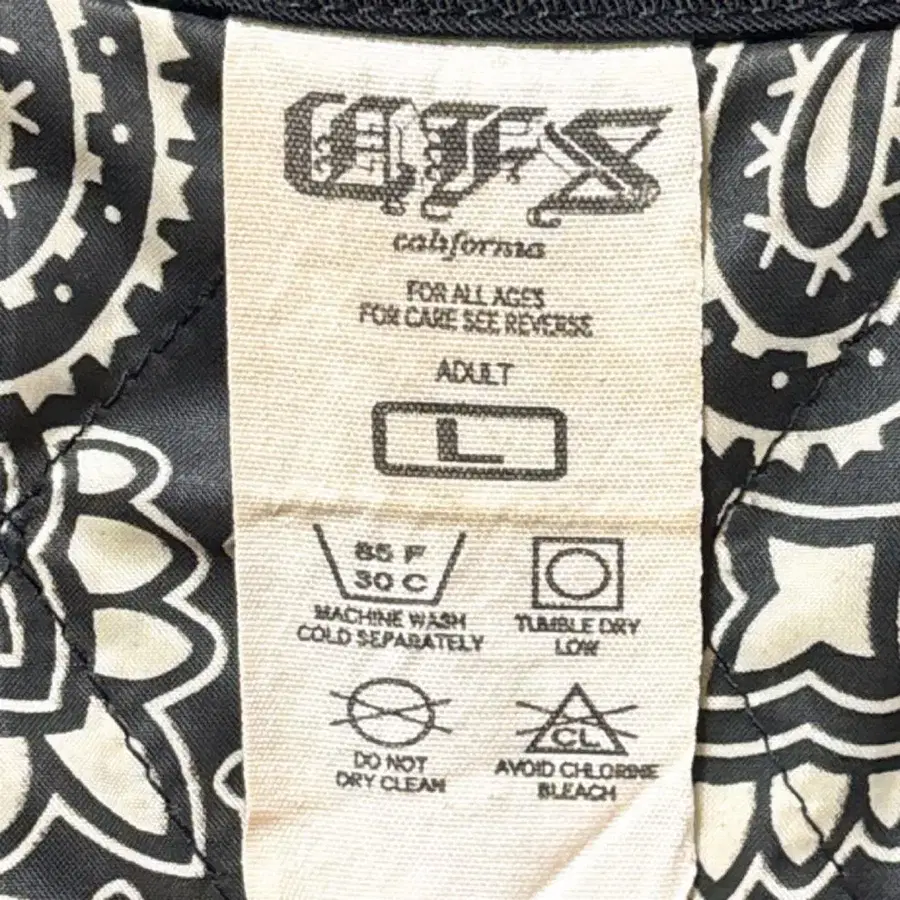 UFS
california
FOR ALL AGES
FOR CARE SEE REVERSE
ADULT
L
85 F
30 C
MACHINE WASH
COLD SEPARATELY
TUMBLE DRY
LOW
DO NOT
DRY CLEAN
CL
AVOID CHLORINE
BLEACH